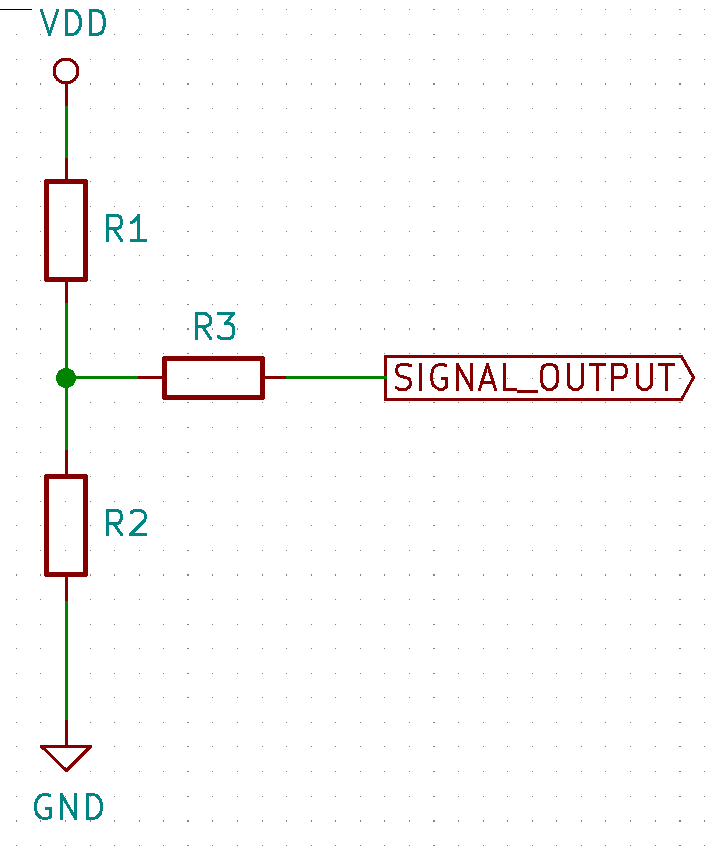 VDD
R1
R3
SIGNAL_OUTPUT
R2
GND